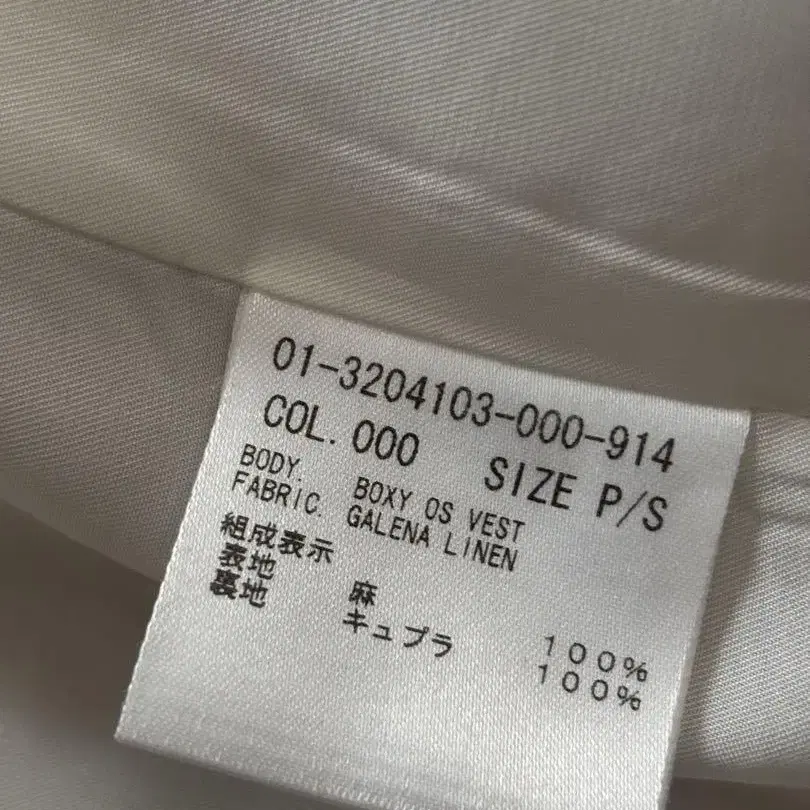 01-3204103-000-914
COL. 000 SIZE P/S
BODY. BOXY OS VEST
FABRIC. GALENA LINEN
組成表示
表地 麻 100%
裏地 キュプラ 100%